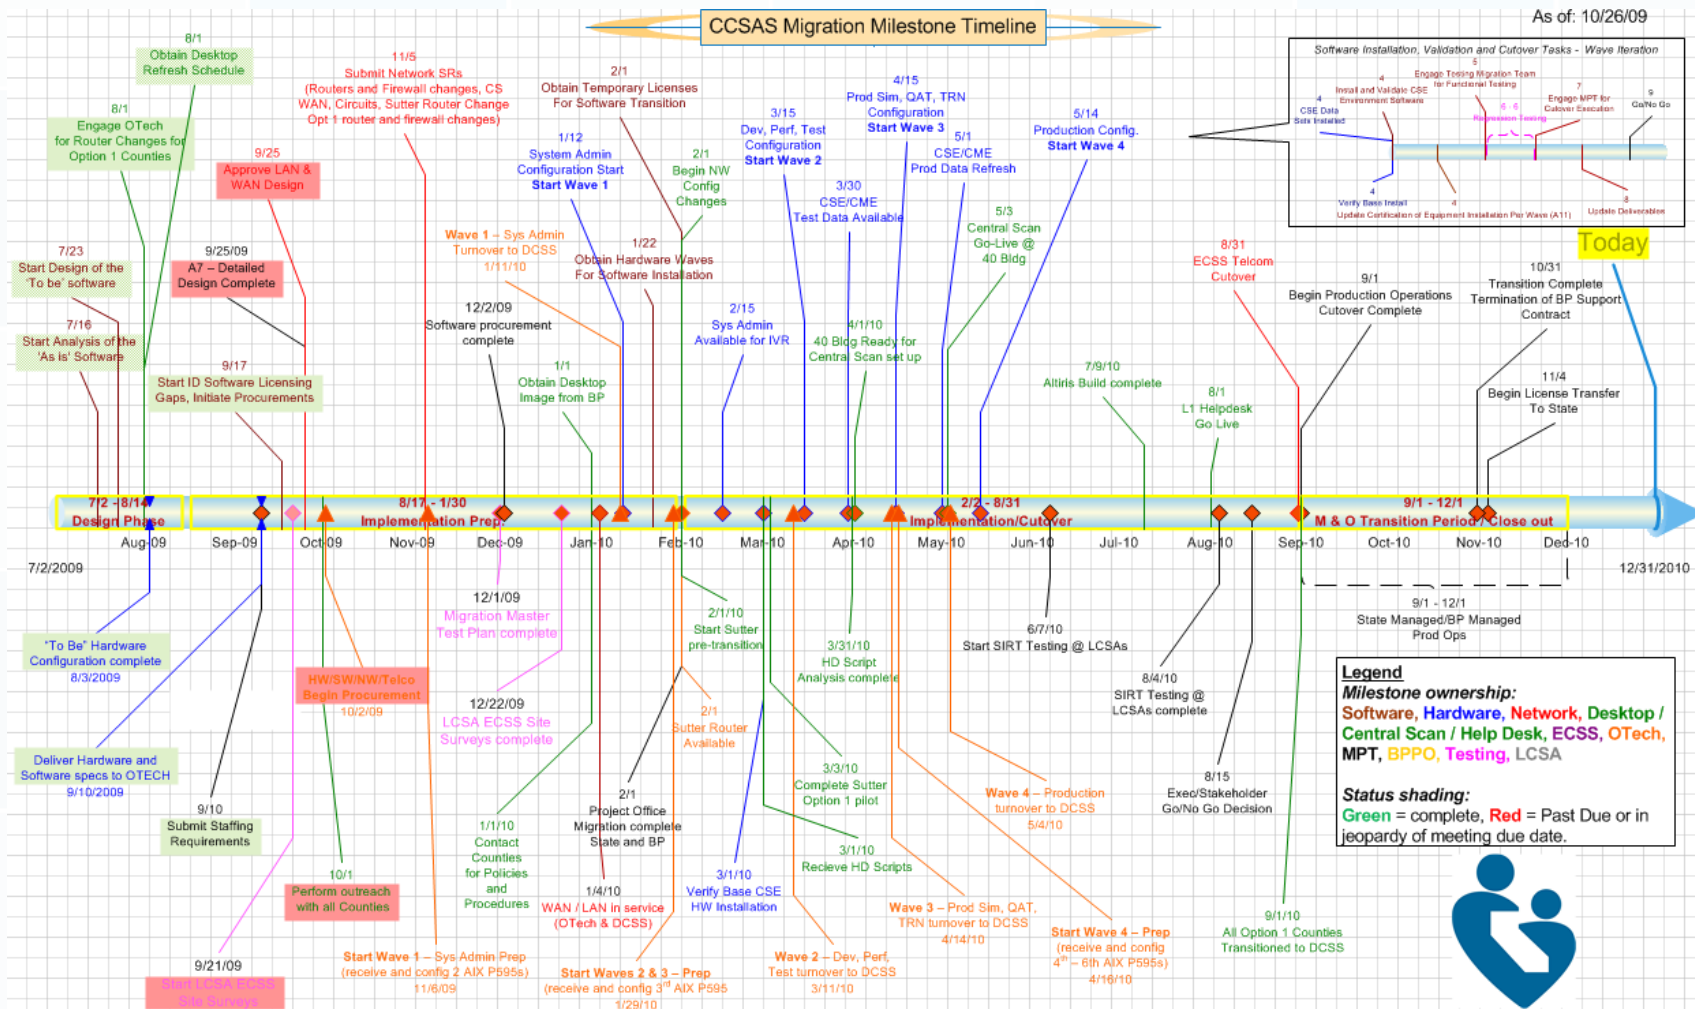 CCSAS Migration Milestone Timeline
As of: 10/26/09
Software Installation, Validation and Cutover Tasks - Wave Iteration
4
CSE Data
Sets Installed
4
Install and Validate CSE
Environment Software
5
Engage Testing Migration Team
for Functional Testing
6 - 6
Regression Testing
7
Engage MPT for
Cutover Execution
9
Go/No Go
4
Verify Base Install
4
Update Certification of Equipment Installation Per Wave (A11)
8
Update Deliverables
Today
8/1
Obtain Desktop
Refresh Schedule
8/1
Engage OTech
for Router Changes for
Option 1 Counties
11/5
Submit Network SRs
(Routers and Firewall changes, CS
WAN, Circuits, Sutter Router Change
Opt 1 router and firewall changes)
9/25
Approve LAN &
WAN Design
2/1
Obtain Temporary Licenses
For Software Transition
1/12
System Admin
Configuration Start
Start Wave 1
2/1
Begin NW
Config
Changes
3/15
Dev, Perf, Test
Configuration
Start Wave 2
4/15
Prod Sim, QAT, TRN
Configuration
Start Wave 3
5/1
CSE/CME
Prod Data Refresh
5/14
Production Config.
Start Wave 4
3/30
CSE/CME
Test Data Available
5/3
Central Scan
Go-Live @
40 Bldg
7/23
Start Design of the
'To be' software
9/25/09
A7 – Detailed
Design Complete
Wave 1 – Sys Admin
Turnover to DCSS
1/11/10
1/22
Obtain Hardware Waves
For Software Installation
8/31
ECSS Telcom
Cutover
9/1
Begin Production Operations
Cutover Complete
10/31
Transition Complete
Termination of BP Support
Contract
7/16
Start Analysis of the
'As is' Software
12/2/09
Software procurement
complete
2/15
Sys Admin
Available for IVR
4/1/10
40 Bldg Ready for
Central Scan set up
9/17
Start ID Software Licensing
Gaps, Initiate Procurements
1/1
Obtain Desktop
Image from BP
7/9/10
Altiris Build complete
8/1
L1 Helpdesk
Go Live
11/4
Begin License Transfer
To State
7/2 - 8/14
Design Phase
8/17 - 1/30
Implementation Prep
2/2 - 8/31
Implementation/Cutover
9/1 - 12/1
M & O Transition Period / Close out
Aug-09
Sep-09
Oct-09
Nov-09
Dec-09
Jan-10
Feb-10
Mar-10
Apr-10
May-10
Jun-10
Jul-10
Aug-10
Sep-10
Oct-10
Nov-10
Dec-10
7/2/2009
12/31/2010
"To Be" Hardware
Configuration complete
8/3/2009
HW/SW/NW/Telco
Begin Procurement
10/2/09
12/1/09
Migration Master
Test Plan complete
2/1/10
Start Sutter
pre-transition
3/31/10
HD Script
Analysis complete
6/7/10
Start SIRT Testing @ LCSAs
9/1 - 12/1
State Managed/BP Managed
Prod Ops
8/4/10
SIRT Testing @
LCSAs complete
12/22/09
LCSA ECSS Site
Surveys complete
2/1
Sutter Router
Available
Deliver Hardware and
Software specs to OTECH
9/10/2009
3/3/10
Complete Sutter
Option 1 pilot
Wave 4 – Production
turnover to DCSS
5/4/10
8/15
Exec/Stakeholder
Go/No Go Decision
9/10
Submit Staffing
Requirements
2/1
Project Office
Migration complete
State and BP
1/1/10
Contact
Counties
for Policies
and
Procedures
3/1/10
Recieve HD Scripts
10/1
Perform outreach
with all Counties
1/4/10
WAN / LAN in service
(OTech & DCSS)
3/1/10
Verify Base CSE
HW Installation
Wave 3 – Prod Sim, QAT,
TRN turnover to DCSS
4/14/10
9/1/10
All Option 1 Counties
Transitioned to DCSS
9/21/09
Start LCSA ECSS
Site Surveys
Start Wave 1 – Sys Admin Prep
(receive and config 2 AIX P595s)
11/6/09
Start Waves 2 & 3 – Prep
(receive and config 3rd AIX P595
1/29/10
Wave 2 – Dev, Perf,
Test turnover to DCSS
3/11/10
Start Wave 4 – Prep
(receive and config
4th – 6th AIX P595s)
4/16/10
Legend
Milestone ownership:
Software, Hardware, Network, Desktop /
Central Scan / Help Desk, ECSS, OTech,
MPT, BPPO, Testing, LCSA
Status shading:
Green = complete, Red = Past Due or in
jeopardy of meeting due date.